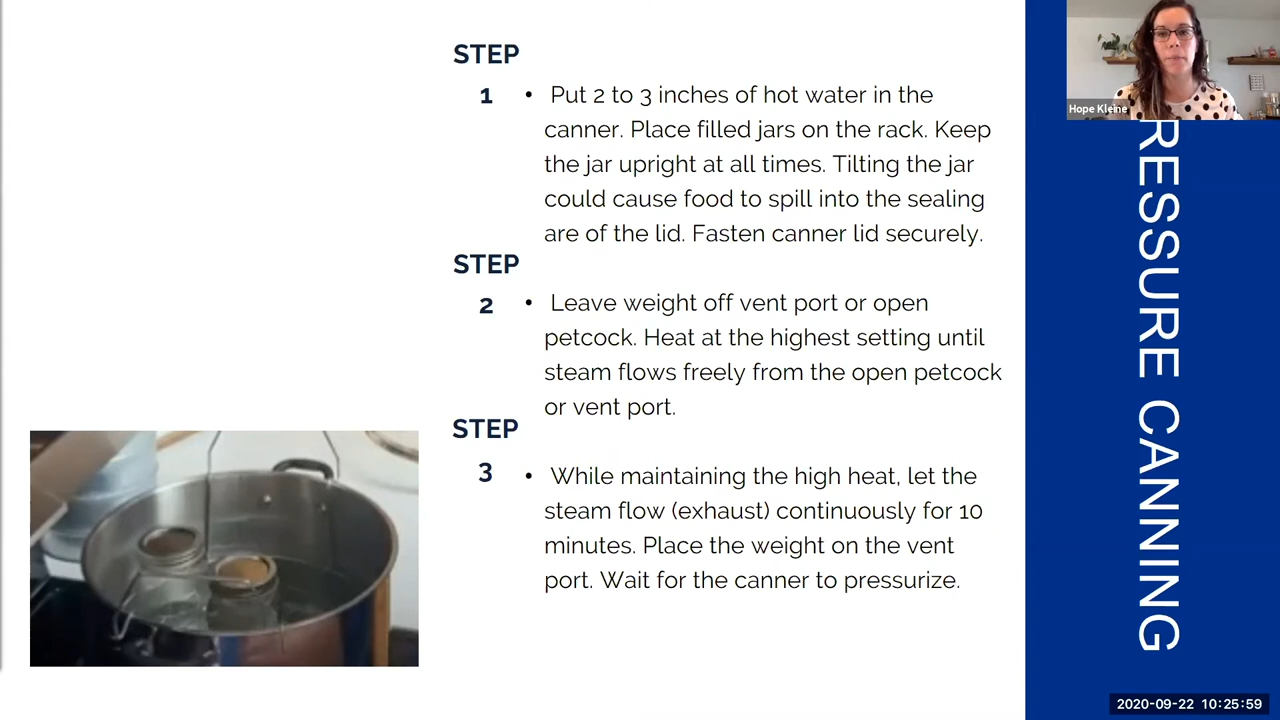 STEP
1 • Put 2 to 3 inches of hot water in the
canner. Place filled jars on the rack. Keep
the jar upright at all times. Tilting the jar
could cause food to spill into the sealing
are of the lid. Fasten canner lid securely.
STEP
2 • Leave weight off vent port or open
petcock. Heat at the highest setting until
steam flows freely from the open petcock
or vent port.
STEP
3 • While maintaining the high heat, let the
steam flow (exhaust) continuously for 10
minutes. Place the weight on the vent
port. Wait for the canner to pressurize.
Hope Kleine
RESSURE CANNING
2020-09-22 10:25:59